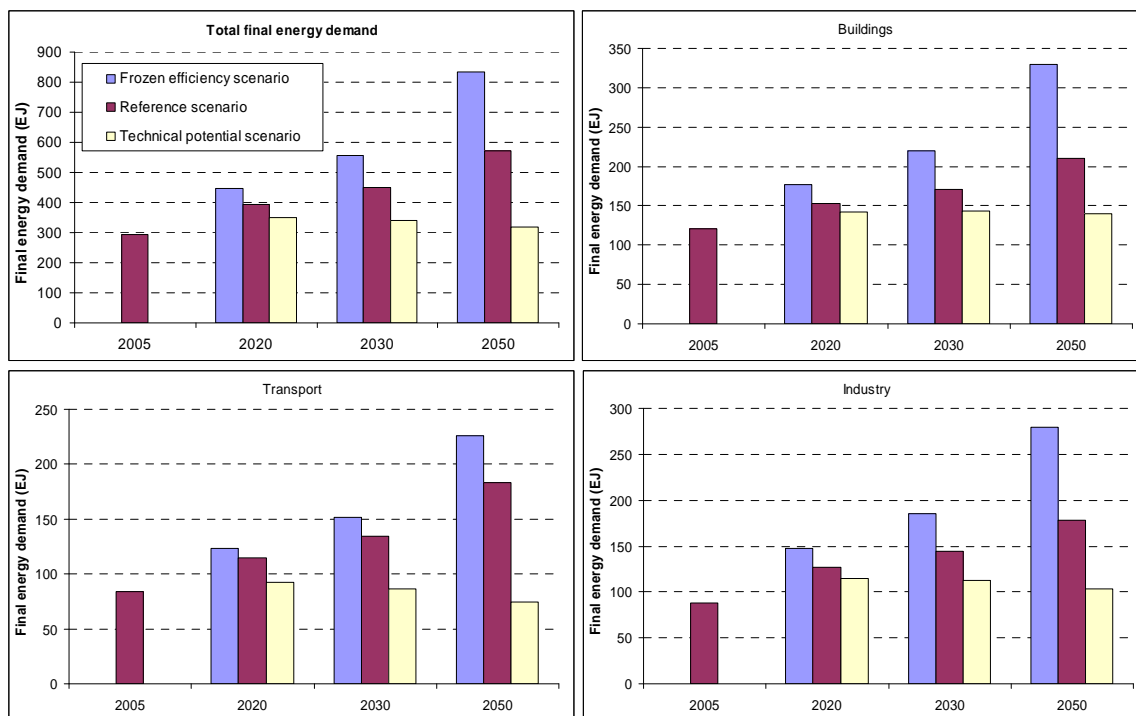 Total final energy demand
Final energy demand (EJ)
900
800
700
600
500
400
300
200
100
0
Frozen efficiency scenario
Reference scenario
Technical potential scenario
2005 2020 2030 2050
Buildings
Final energy demand (EJ)
350
300
250
200
150
100
50
0
2005 2020 2030 2050
Transport
Final energy demand (EJ)
250
200
150
100
50
0
2005 2020 2030 2050
Industry
Final energy demand (EJ)
300
250
200
150
100
50
0
2005 2020 2030 2050